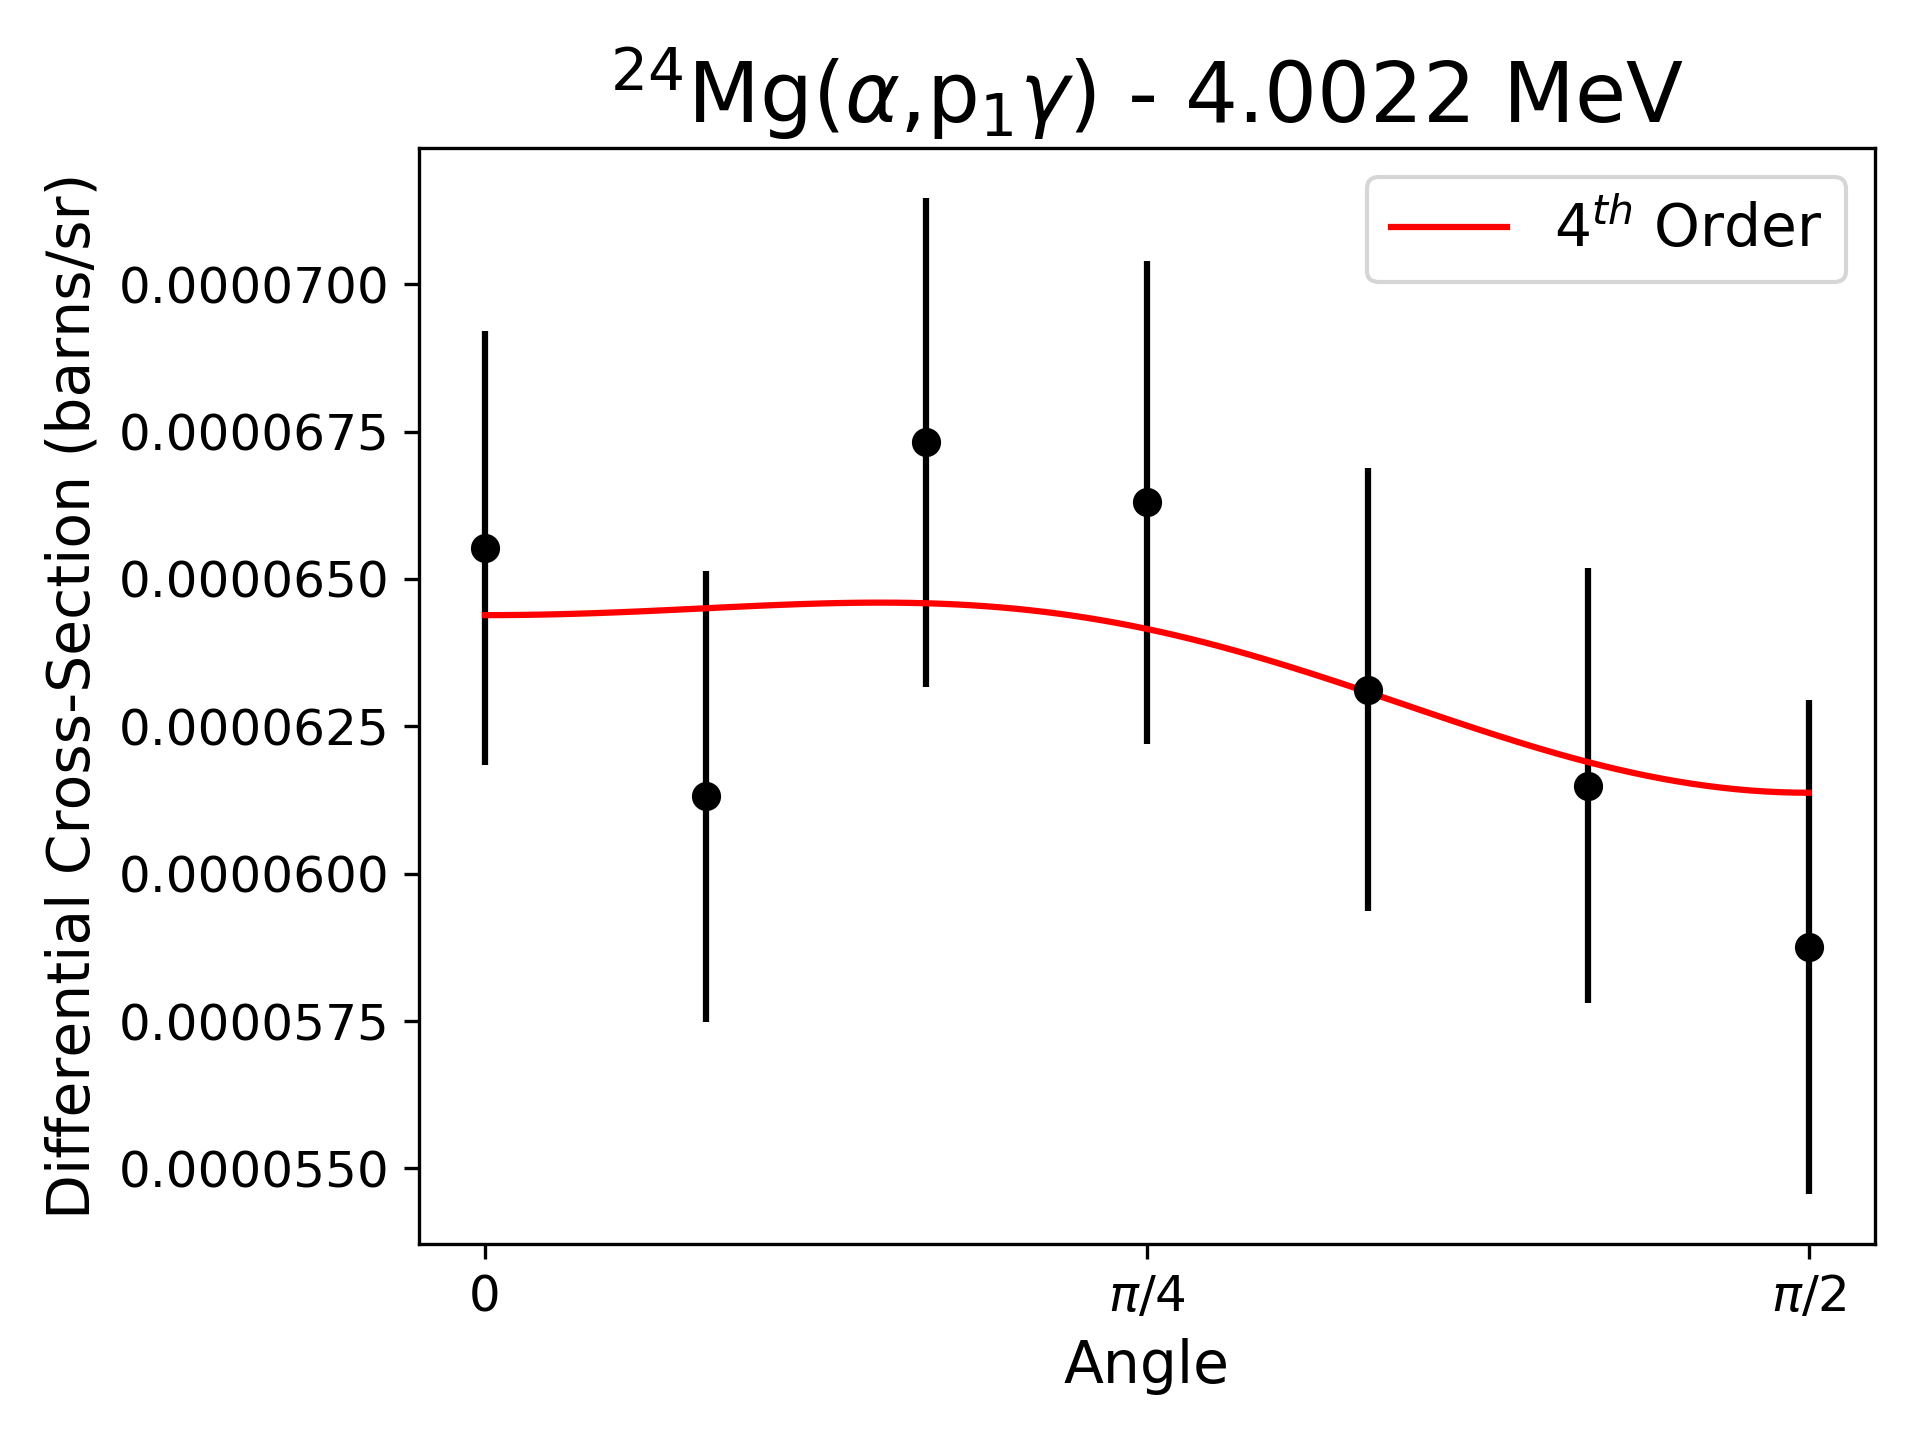 ²⁴Mg(α,p₁γ) - 4.0022 MeV
4ᵗʰ Order
Differential Cross-Section (barns/sr)
0.0000700
0.0000675
0.0000650
0.0000625
0.0000600
0.0000575
0.0000550
0 π/4 π/2
Angle